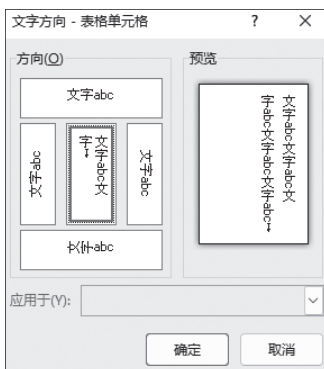 文字方向 - 表格单元格 ? ×
方向(O)
预览
文字abc
文字abc
文字abc文
字→
文字abc
文字abc
文字abc文字abc文
字abc文字abc文字abc→
应用于(Y):
确定
取消